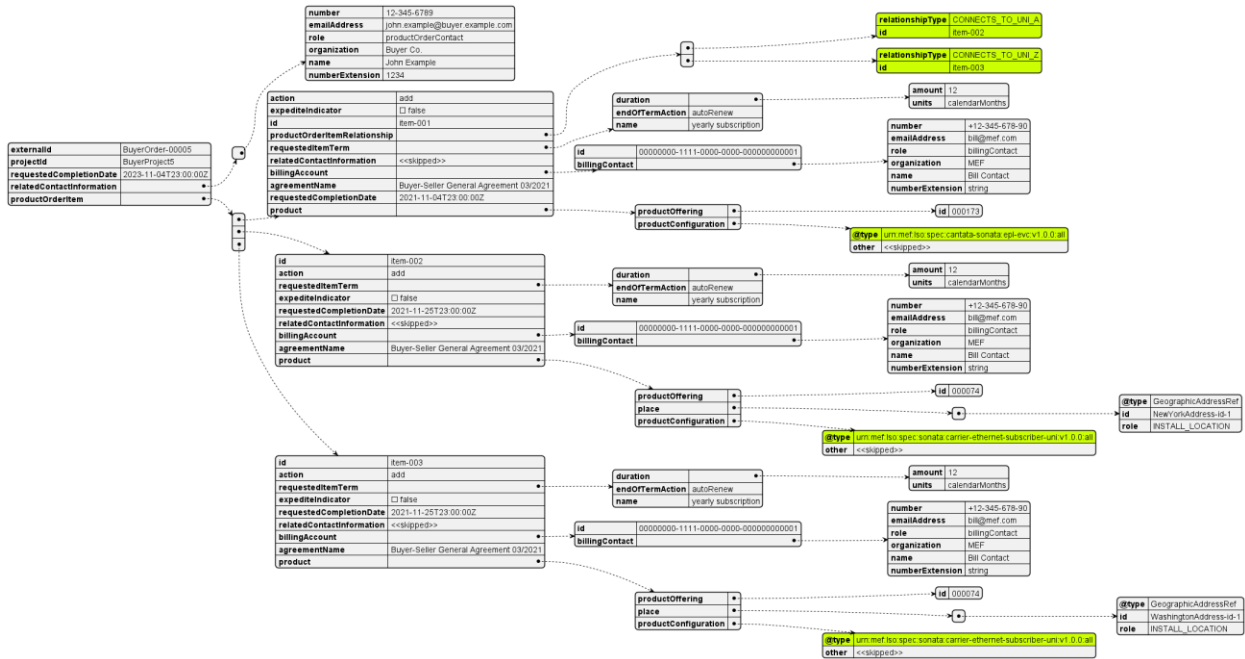 number 12-345-6789
emailAddress john.example@buyer.example.com
role productOrderContact
organization Buyer Co.
name John Example
numberExtension 1234
relationshipType CONNECTS_TO_UNI_A
id item-002
relationshipType CONNECTS_TO_UNI_Z
id item-003
externalId BuyerOrder-00005
projectId BuyerProject5
requestedCompletionDate 2023-11-04T23:00:00Z
relatedContactInformation
productOrderItem
action add
expediteIndicator ☐ false
id item-001
productOrderItemRelationship
requestedItemTerm
relatedContactInformation <<skipped>>
billingAccount
agreementName Buyer-Seller General Agreement 03/2021
requestedCompletionDate 2021-11-04T23:00:00Z
product
duration
endOfTermAction autoRenew
name yearly subscription
amount 12
units calendarMonths
id 00000000-1111-0000-0000-000000000001
billingContact
number +12-345-678-90
emailAddress bill@mef.com
role billingContact
organization MEF
name Bill Contact
numberExtension string
productOffering
productConfiguration
id 000173
@type urn:mef:lso:spec:cantata-sonata:epl-evc:v1.0.0:all
other <<skipped>>
id item-002
action add
requestedItemTerm
expediteIndicator ☐ false
requestedCompletionDate 2021-11-25T23:00:00Z
relatedContactInformation <<skipped>>
billingAccount
agreementName Buyer-Seller General Agreement 03/2021
product
duration
endOfTermAction autoRenew
name yearly subscription
amount 12
units calendarMonths
id 00000000-1111-0000-0000-000000000001
billingContact
number +12-345-678-90
emailAddress bill@mef.com
role billingContact
organization MEF
name Bill Contact
numberExtension string
productOffering
place
productConfiguration
id 000074
@type GeographicAddressRef
id NewYorkAddress-id-1
role INSTALL_LOCATION
@type urn:mef:lso:spec:sonata:carrier-ethernet-subscriber-uni:v1.0.0:all
other <<skipped>>
id item-003
action add
requestedItemTerm
expediteIndicator ☐ false
requestedCompletionDate 2021-11-25T23:00:00Z
relatedContactInformation <<skipped>>
billingAccount
agreementName Buyer-Seller General Agreement 03/2021
product
duration
endOfTermAction autoRenew
name yearly subscription
amount 12
units calendarMonths
id 00000000-1111-0000-0000-000000000001
billingContact
number +12-345-678-90
emailAddress bill@mef.com
role billingContact
organization MEF
name Bill Contact
numberExtension string
productOffering
place
productConfiguration
id 000074
@type GeographicAddressRef
id WashingtonAddress-id-1
role INSTALL_LOCATION
@type urn:mef:lso:spec:sonata:carrier-ethernet-subscriber-uni:v1.0.0:all
other <<skipped>>